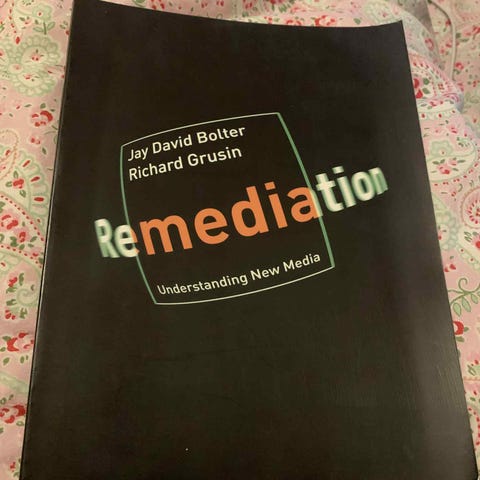 Jay David Bolter
Richard Grusin
Remediation
Understanding New Media